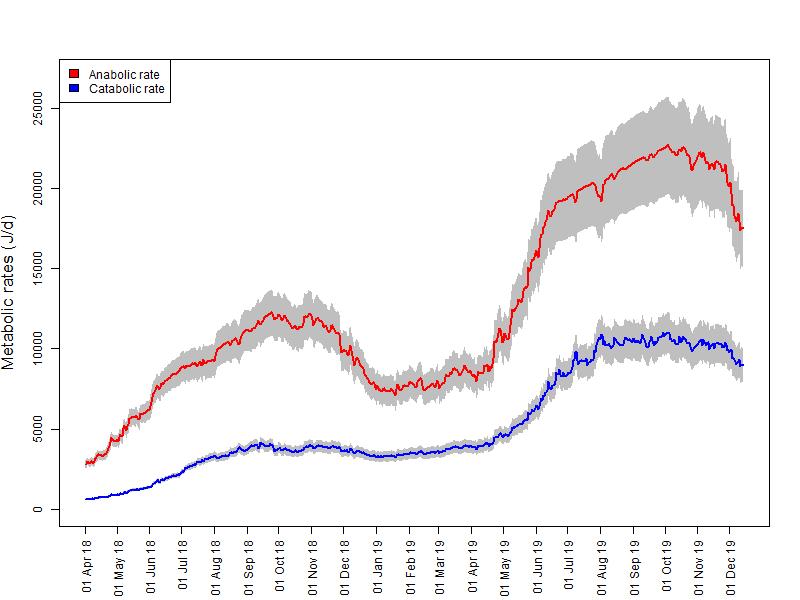 Anabolic rate
Catabolic rate
Metabolic rates (J/d)
25000
20000
15000
10000
5000
0
01 Apr 18
01 May 18
01 Jun 18
01 Jul 18
01 Aug 18
01 Sep 18
01 Oct 18
01 Nov 18
01 Dec 18
01 Jan 19
01 Feb 19
01 Mar 19
01 Apr 19
01 May 19
01 Jun 19
01 Jul 19
01 Aug 19
01 Sep 19
01 Oct 19
01 Nov 19
01 Dec 19